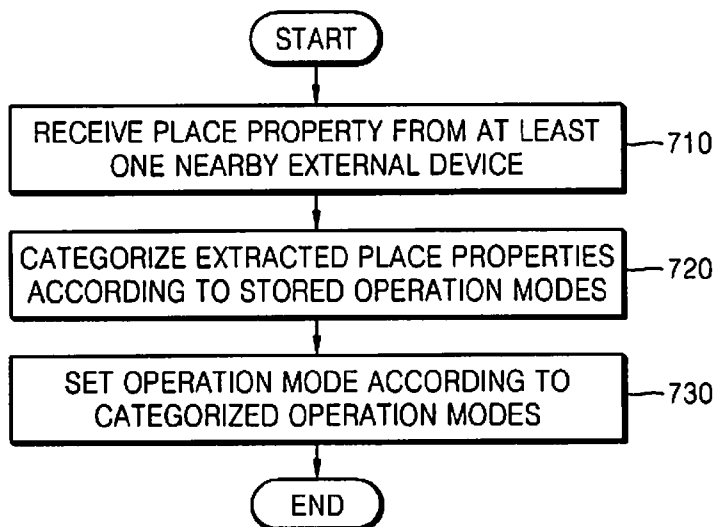 START
RECEIVE PLACE PROPERTY FROM AT LEAST
ONE NEARBY EXTERNAL DEVICE
710
CATEGORIZE EXTRACTED PLACE PROPERTIES
ACCORDING TO STORED OPERATION MODES
720
SET OPERATION MODE ACCORDING TO
CATEGORIZED OPERATION MODES
730
END